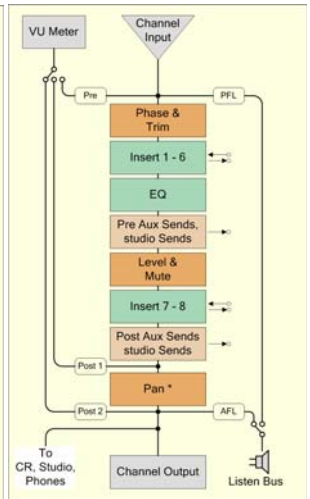 VU Meter
Channel
Input
Pre
PFL
Phase &
Trim
Insert 1 - 6
EQ
Pre Aux Sends,
studio Sends
Level &
Mute
Insert 7 - 8
Post Aux Sends
studio Sends
Post 1
Pan *
Post 2
AFL
To
CR, Studio,
Phones
Channel Output
Listen Bus